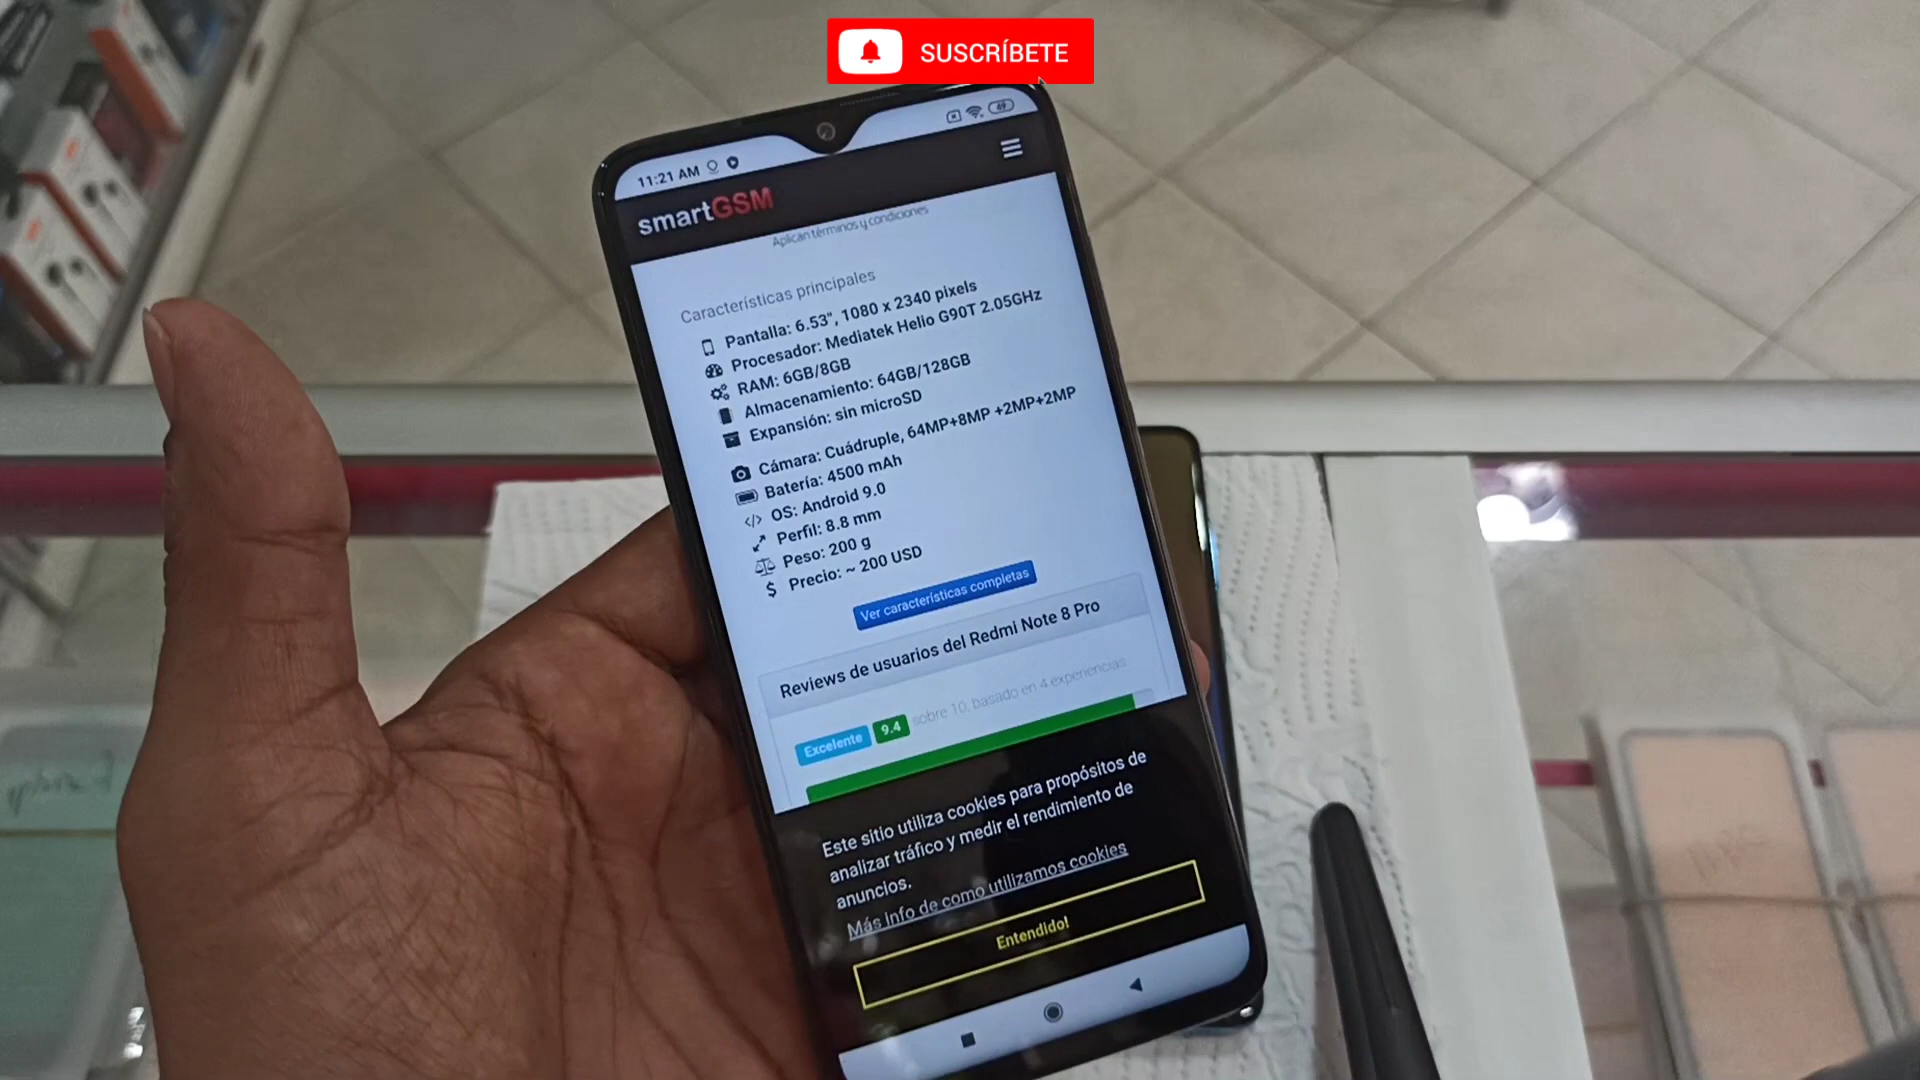 SUSCRÍBETE
11:21 AM
49
smartGSM
Aplican términos y condiciones
Características principales
Pantalla: 6.53", 1080 x 2340 pixels
Procesador: Mediatek Helio G90T 2.05GHz
RAM: 6GB/8GB
Almacenamiento: 64GB/128GB
Expansión: sin microSD
Cámara: Cuádruple, 64MP+8MP +2MP+2MP
Batería: 4500 mAh
OS: Android 9.0
Perfil: 8.8 mm
Peso: 200 g
$ Precio: ~ 200 USD
Ver características completas
Reviews de usuarios del Redmi Note 8 Pro
Excelente 9.4 sobre 10, basado en 4 experiencias
Este sitio utiliza cookies para propósitos de
analizar tráfico y medir el rendimiento de
anuncios.
Más info de como utilizamos cookies
Entendido!